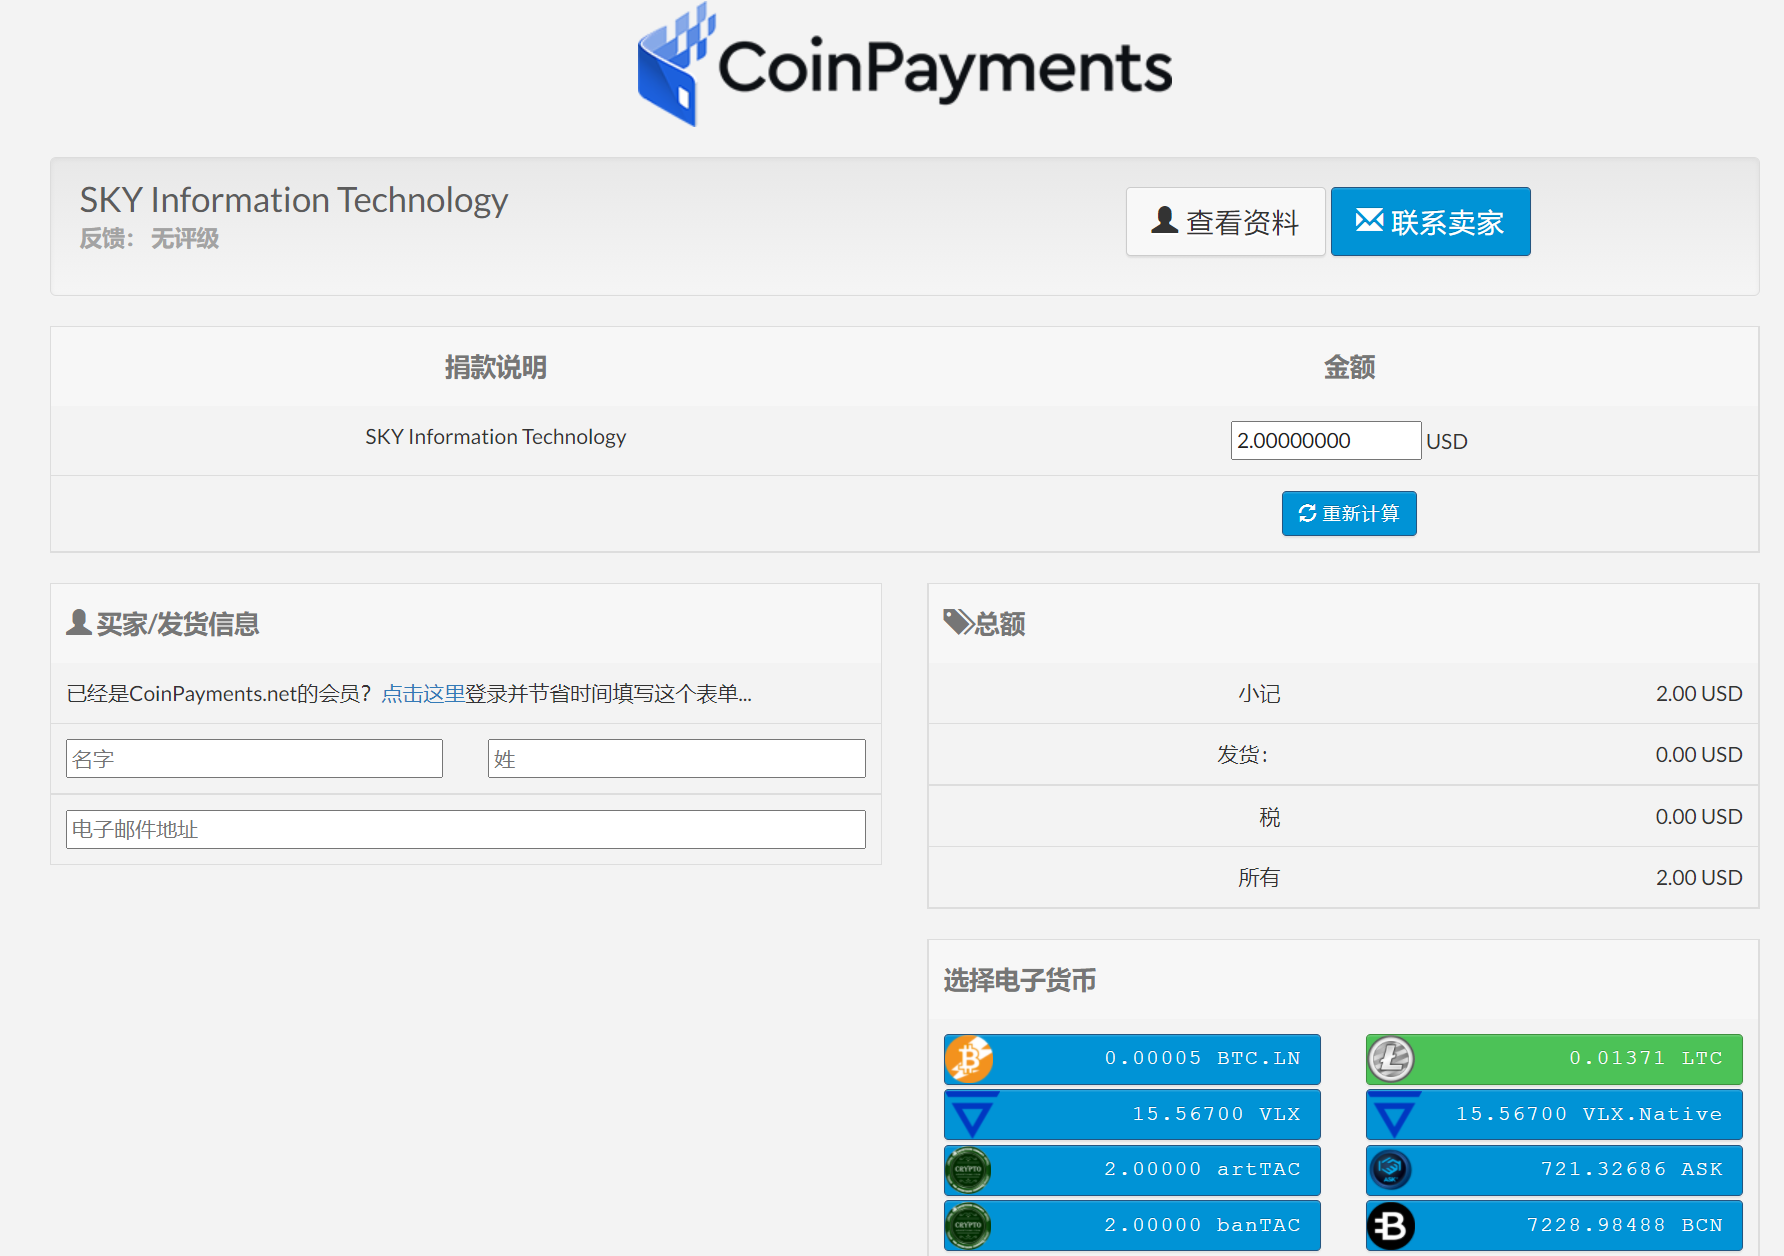 CoinPayments
SKY Information Technology
反馈： 无评级
查看资料
联系卖家
捐款说明 金额
SKY Information Technology 2.00000000 USD
重新计算
买家/发货信息
已经是CoinPayments.net的会员？点击这里登录并节省时间填写这个表单...
名字 姓
电子邮件地址
总额
小记 2.00 USD
发货： 0.00 USD
税 0.00 USD
所有 2.00 USD
选择电子货币
0.00005 BTC.LN 0.01371 LTC
15.56700 VLX 15.56700 VLX.Native
CRYPTO 2.00000 artTAC ASK 721.32686 ASK
CRYPTO 2.00000 banTAC 7228.98488 BCN